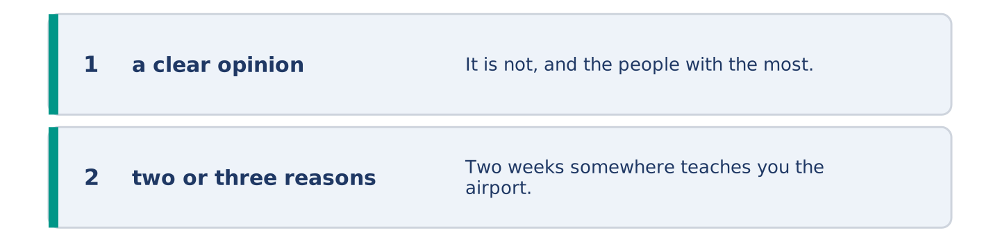 1 a clear opinion It is not, and the people with the most.
2 two or three reasons Two weeks somewhere teaches you the
airport.